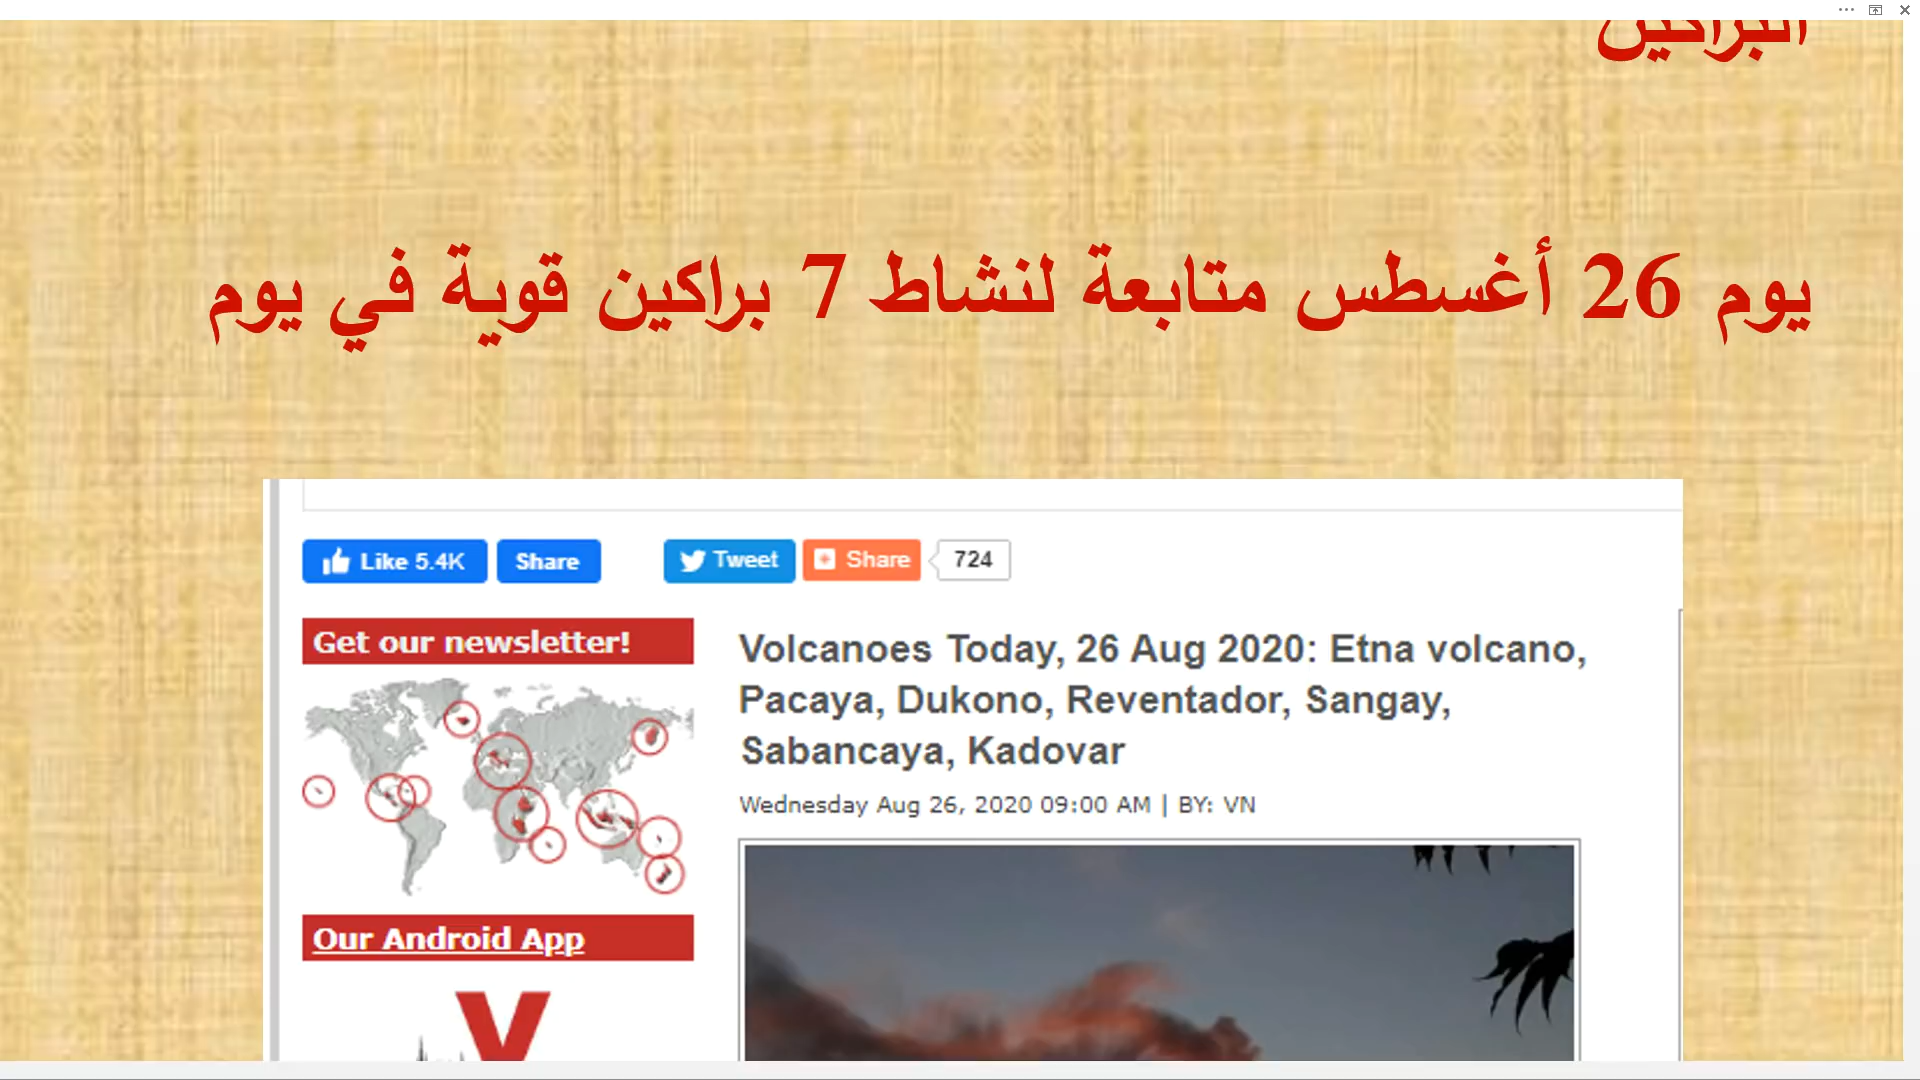 البراكين
يوم 26 أغسطس متابعة لنشاط 7 براكين قوية في يوم
Like 5.4K
Share
Tweet
Share
724
Get our newsletter!
Volcanoes Today, 26 Aug 2020: Etna volcano,
Pacaya, Dukono, Reventador, Sangay,
Sabancaya, Kadovar
Wednesday Aug 26, 2020 09:00 AM | BY: VN
Our Android App
V